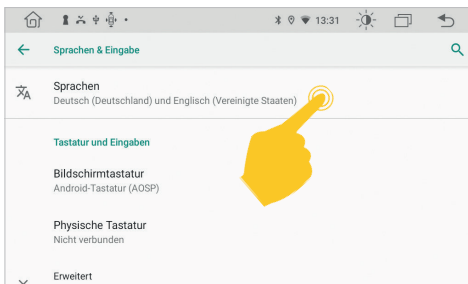 13:31
Sprachen & Eingabe
Sprachen
Deutsch (Deutschland) und Englisch (Vereinigte Staaten)
Tastatur und Eingaben
Bildschirmtastatur
Android-Tastatur (AOSP)
Physische Tastatur
Nicht verbunden
Erweitert